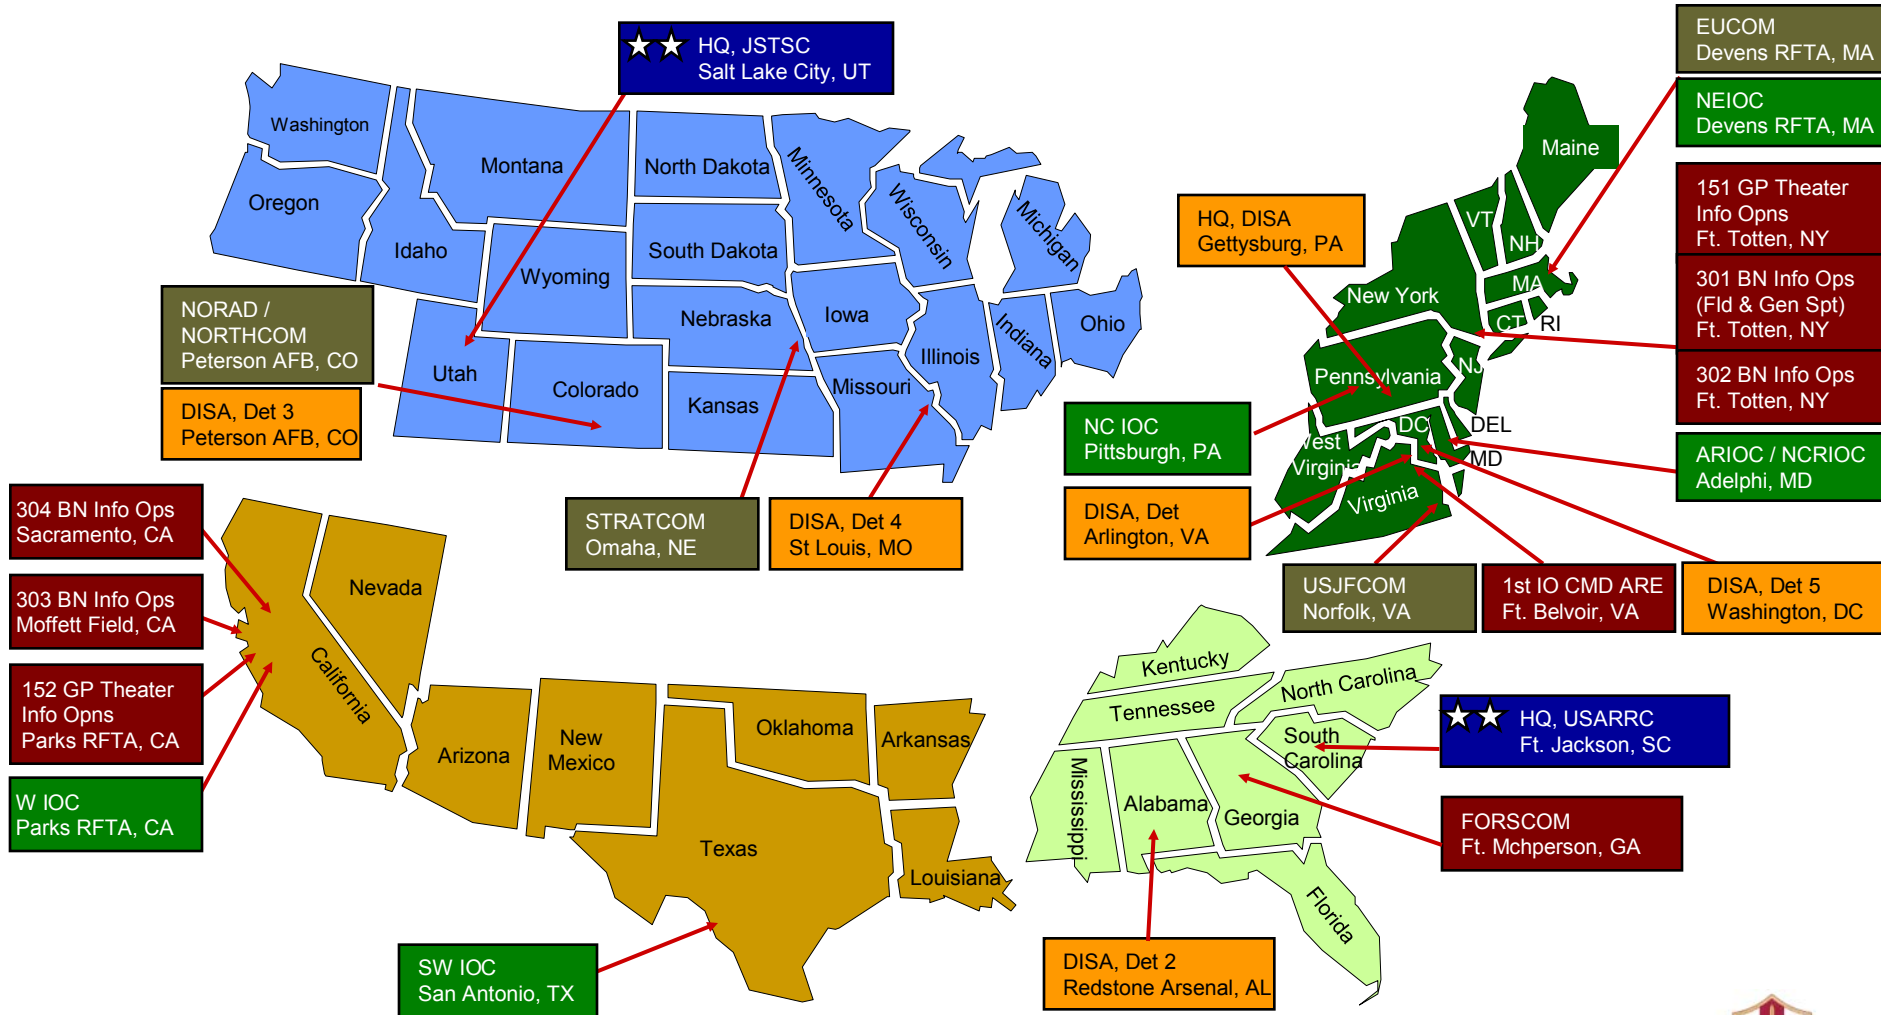 HQ, JSTSC
Salt Lake City, UT
Washington
Oregon
Idaho
Montana
Wyoming
North Dakota
South Dakota
Nebraska
Minnesota
Wisconsin
Michigan
Iowa
Illinois
Indiana
Ohio
Missouri
Utah
Colorado
Kansas
NORAD /
NORTHCOM
Peterson AFB, CO
DISA, Det 3
Peterson AFB, CO
STRATCOM
Omaha, NE
DISA, Det 4
St Louis, MO
EUCOM
Devens RFTA, MA
NEIOC
Devens RFTA, MA
151 GP Theater
Info Opns
Ft. Totten, NY
301 BN Info Ops
(Fld & Gen Spt)
Ft. Totten, NY
302 BN Info Ops
Ft. Totten, NY
ARIOC / NCRIOC
Adelphi, MD
HQ, DISA
Gettysburg, PA
NC IOC
Pittsburgh, PA
DISA, Det
Arlington, VA
Maine
VT
NH
MA
New York
CT
RI
Pennsylvania
NJ
DC
DEL
MD
West
Virginia
Virginia
USJFCOM
Norfolk, VA
1st IO CMD ARE
Ft. Belvoir, VA
DISA, Det 5
Washington, DC
304 BN Info Ops
Sacramento, CA
303 BN Info Ops
Moffett Field, CA
152 GP Theater
Info Opns
Parks RFTA, CA
W IOC
Parks RFTA, CA
Nevada
California
Arizona
New
Mexico
Oklahoma
Arkansas
Texas
Louisiana
SW IOC
San Antonio, TX
Kentucky
Tennessee
North Carolina
South
Carolina
Mississippi
Alabama
Georgia
Florida
HQ, USARRC
Ft. Jackson, SC
FORSCOM
Ft. Mchperson, GA
DISA, Det 2
Redstone Arsenal, AL